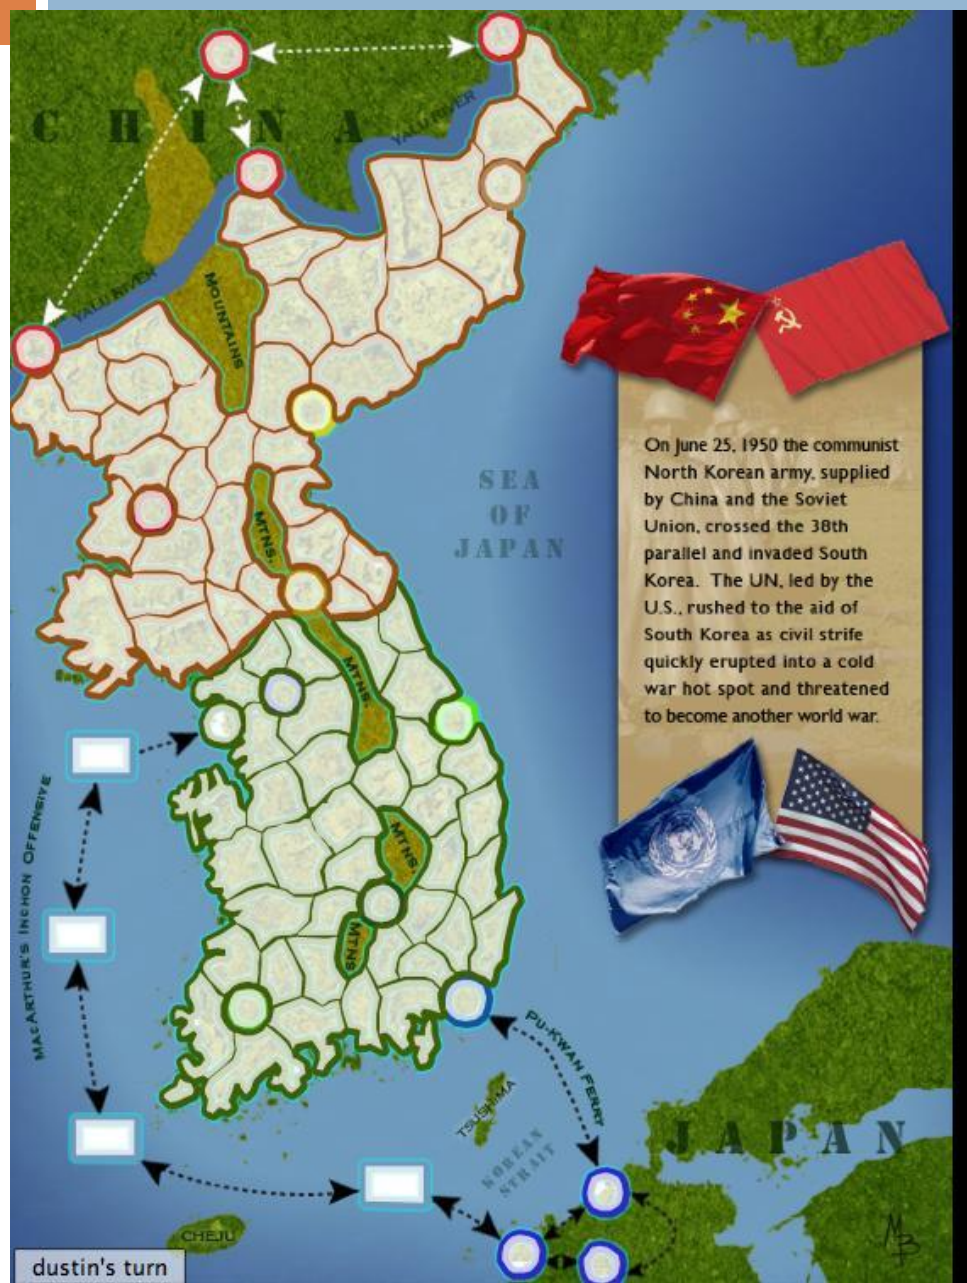 CHINA
YALU RIVER
YALU RIVER
MOUNTAINS
SEA
OF
JAPAN
MTNS.
MTNS.
MTNS.
MTNS
On June 25, 1950 the communist
North Korean army, supplied
by China and the Soviet
Union, crossed the 38th
parallel and invaded South
Korea. The UN, led by the
U.S., rushed to the aid of
South Korea as civil strife
quickly erupted into a cold
war hot spot and threatened
to become another world war.
MACARTHUR'S INCHON OFFENSIVE
PU-KWAN FERRY
TSUSHIMA
KOREAN
STRAIT
JAPAN
CHEJU
MB
dustin's turn